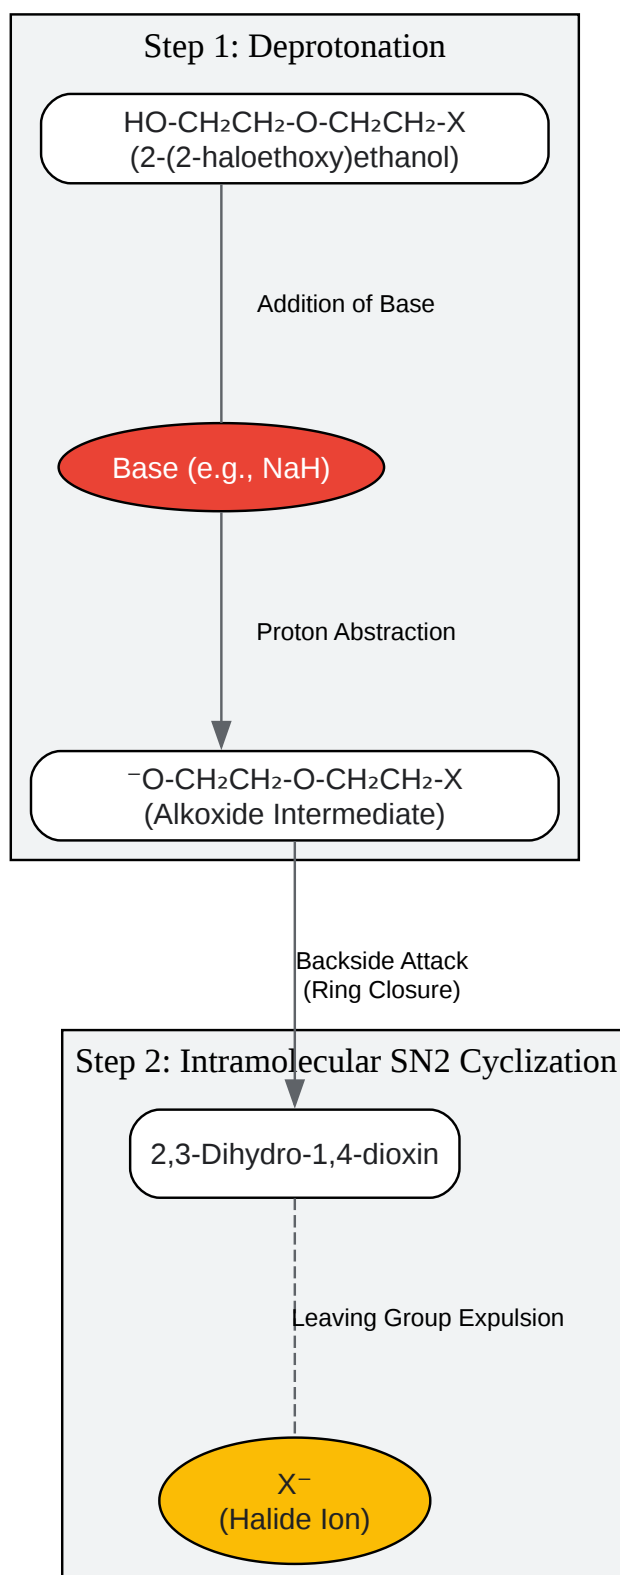 Step 1: Deprotonation
HO-CH₂CH₂-O-CH₂CH₂-X
(2-(2-haloethoxy)ethanol)
Addition of Base
Base (e.g., NaH)
Proton Abstraction
⁻O-CH₂CH₂-O-CH₂CH₂-X
(Alkoxide Intermediate)
Backside Attack
(Ring Closure)
Step 2: Intramolecular SN2 Cyclization
2,3-Dihydro-1,4-dioxin
Leaving Group Expulsion
X⁻
(Halide Ion)